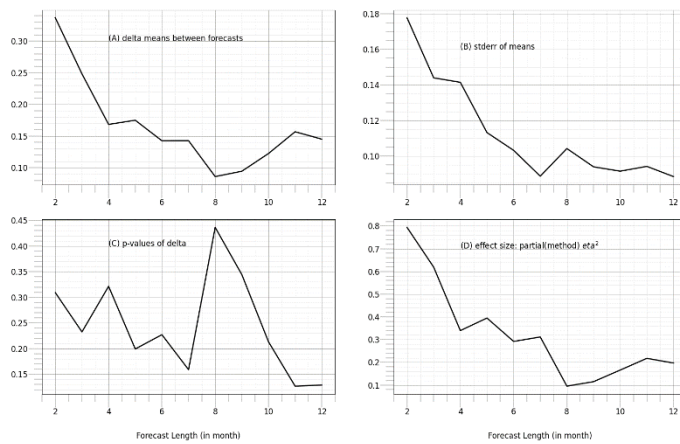 (A) delta means between forecasts
0.30
0.25
0.20
0.15
0.10
2 4 6 8 10 12
(B) stderr of means
0.18
0.16
0.14
0.12
0.10
2 4 6 8 10 12
(C) p-values of delta
0.45
0.40
0.35
0.30
0.25
0.20
0.15
2 4 6 8 10 12
Forecast Length (in month)
(D) effect size: partial(method) eta²
0.8
0.7
0.6
0.5
0.4
0.3
0.2
0.1
2 4 6 8 10 12
Forecast Length (in month)